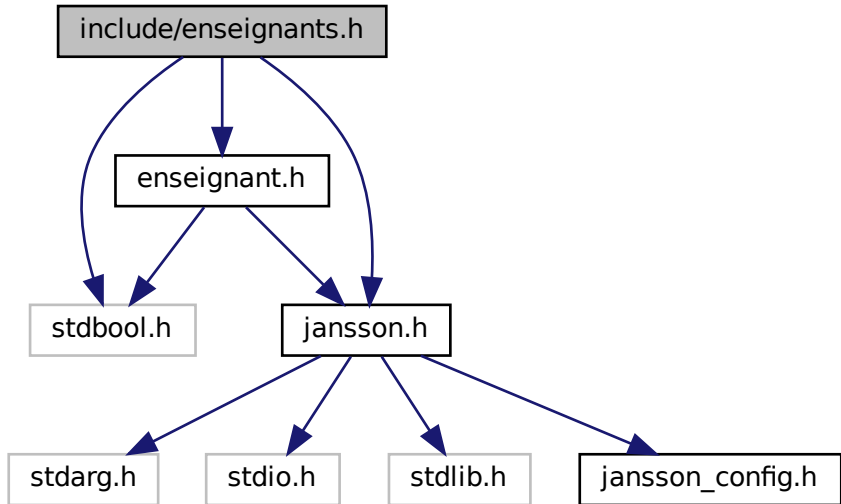 include/enseignants.h
enseignant.h
stdbool.h
jansson.h
stdarg.h
stdio.h
stdlib.h
jansson_config.h